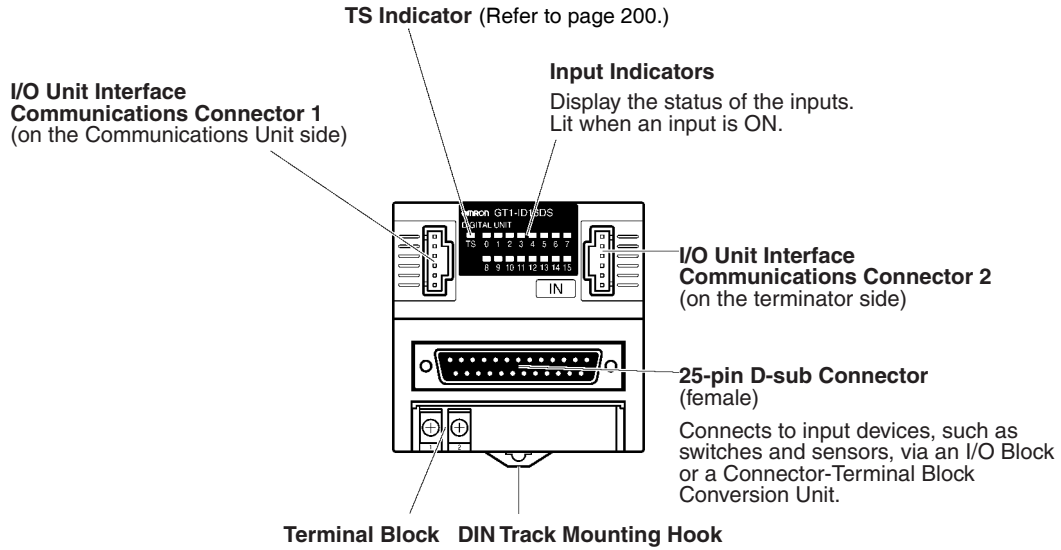 TS Indicator (Refer to page 200.)
I/O Unit Interface
Communications Connector 1
(on the Communications Unit side)
Input Indicators
Display the status of the inputs.
Lit when an input is ON.
OMRON GT1-ID16DS
DIGITAL UNIT
TS 0 1 2 3 4 5 6 7
8 9 10 11 12 13 14 15
IN
I/O Unit Interface
Communications Connector 2
(on the terminator side)
25-pin D-sub Connector
(female)
Connects to input devices, such as
switches and sensors, via an I/O Block
or a Connector-Terminal Block
Conversion Unit.
1 2
Terminal Block DIN Track Mounting Hook